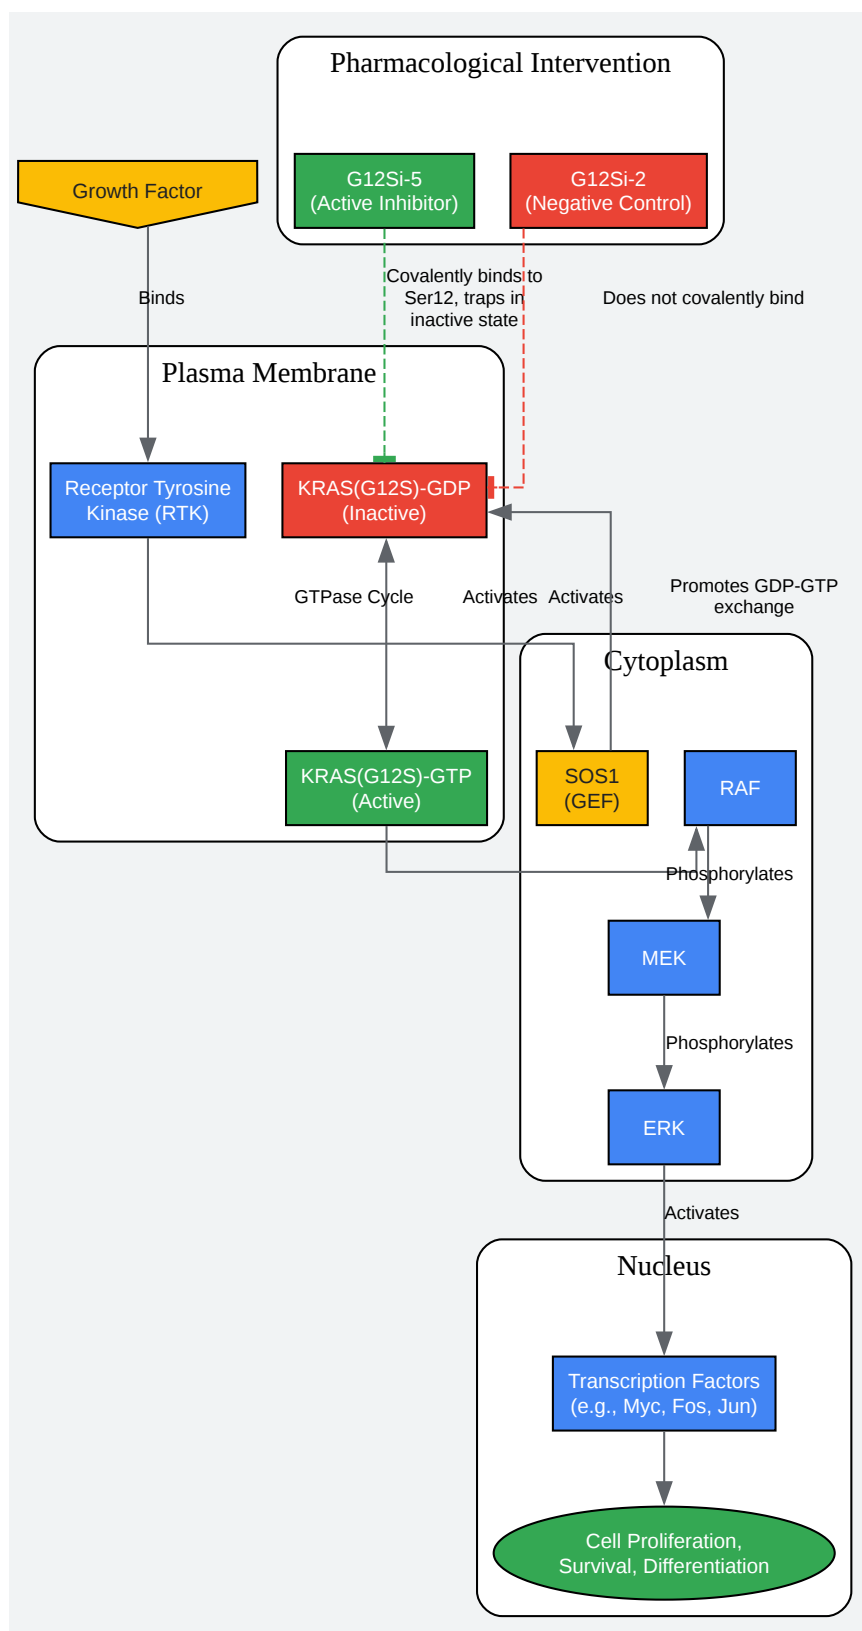 Pharmacological Intervention
G12Si-5
(Active Inhibitor)
G12Si-2
(Negative Control)
Growth Factor
Binds
Covalently binds to
Ser12, traps in
inactive state
Does not covalently bind
Plasma Membrane
Receptor Tyrosine
Kinase (RTK)
KRAS(G12S)-GDP
(Inactive)
GTPase Cycle
Activates
Activates
Promotes GDP-GTP
exchange
Cytoplasm
KRAS(G12S)-GTP
(Active)
SOS1
(GEF)
RAF
Phosphorylates
MEK
Phosphorylates
ERK
Activates
Nucleus
Transcription Factors
(e.g., Myc, Fos, Jun)
Cell Proliferation,
Survival, Differentiation